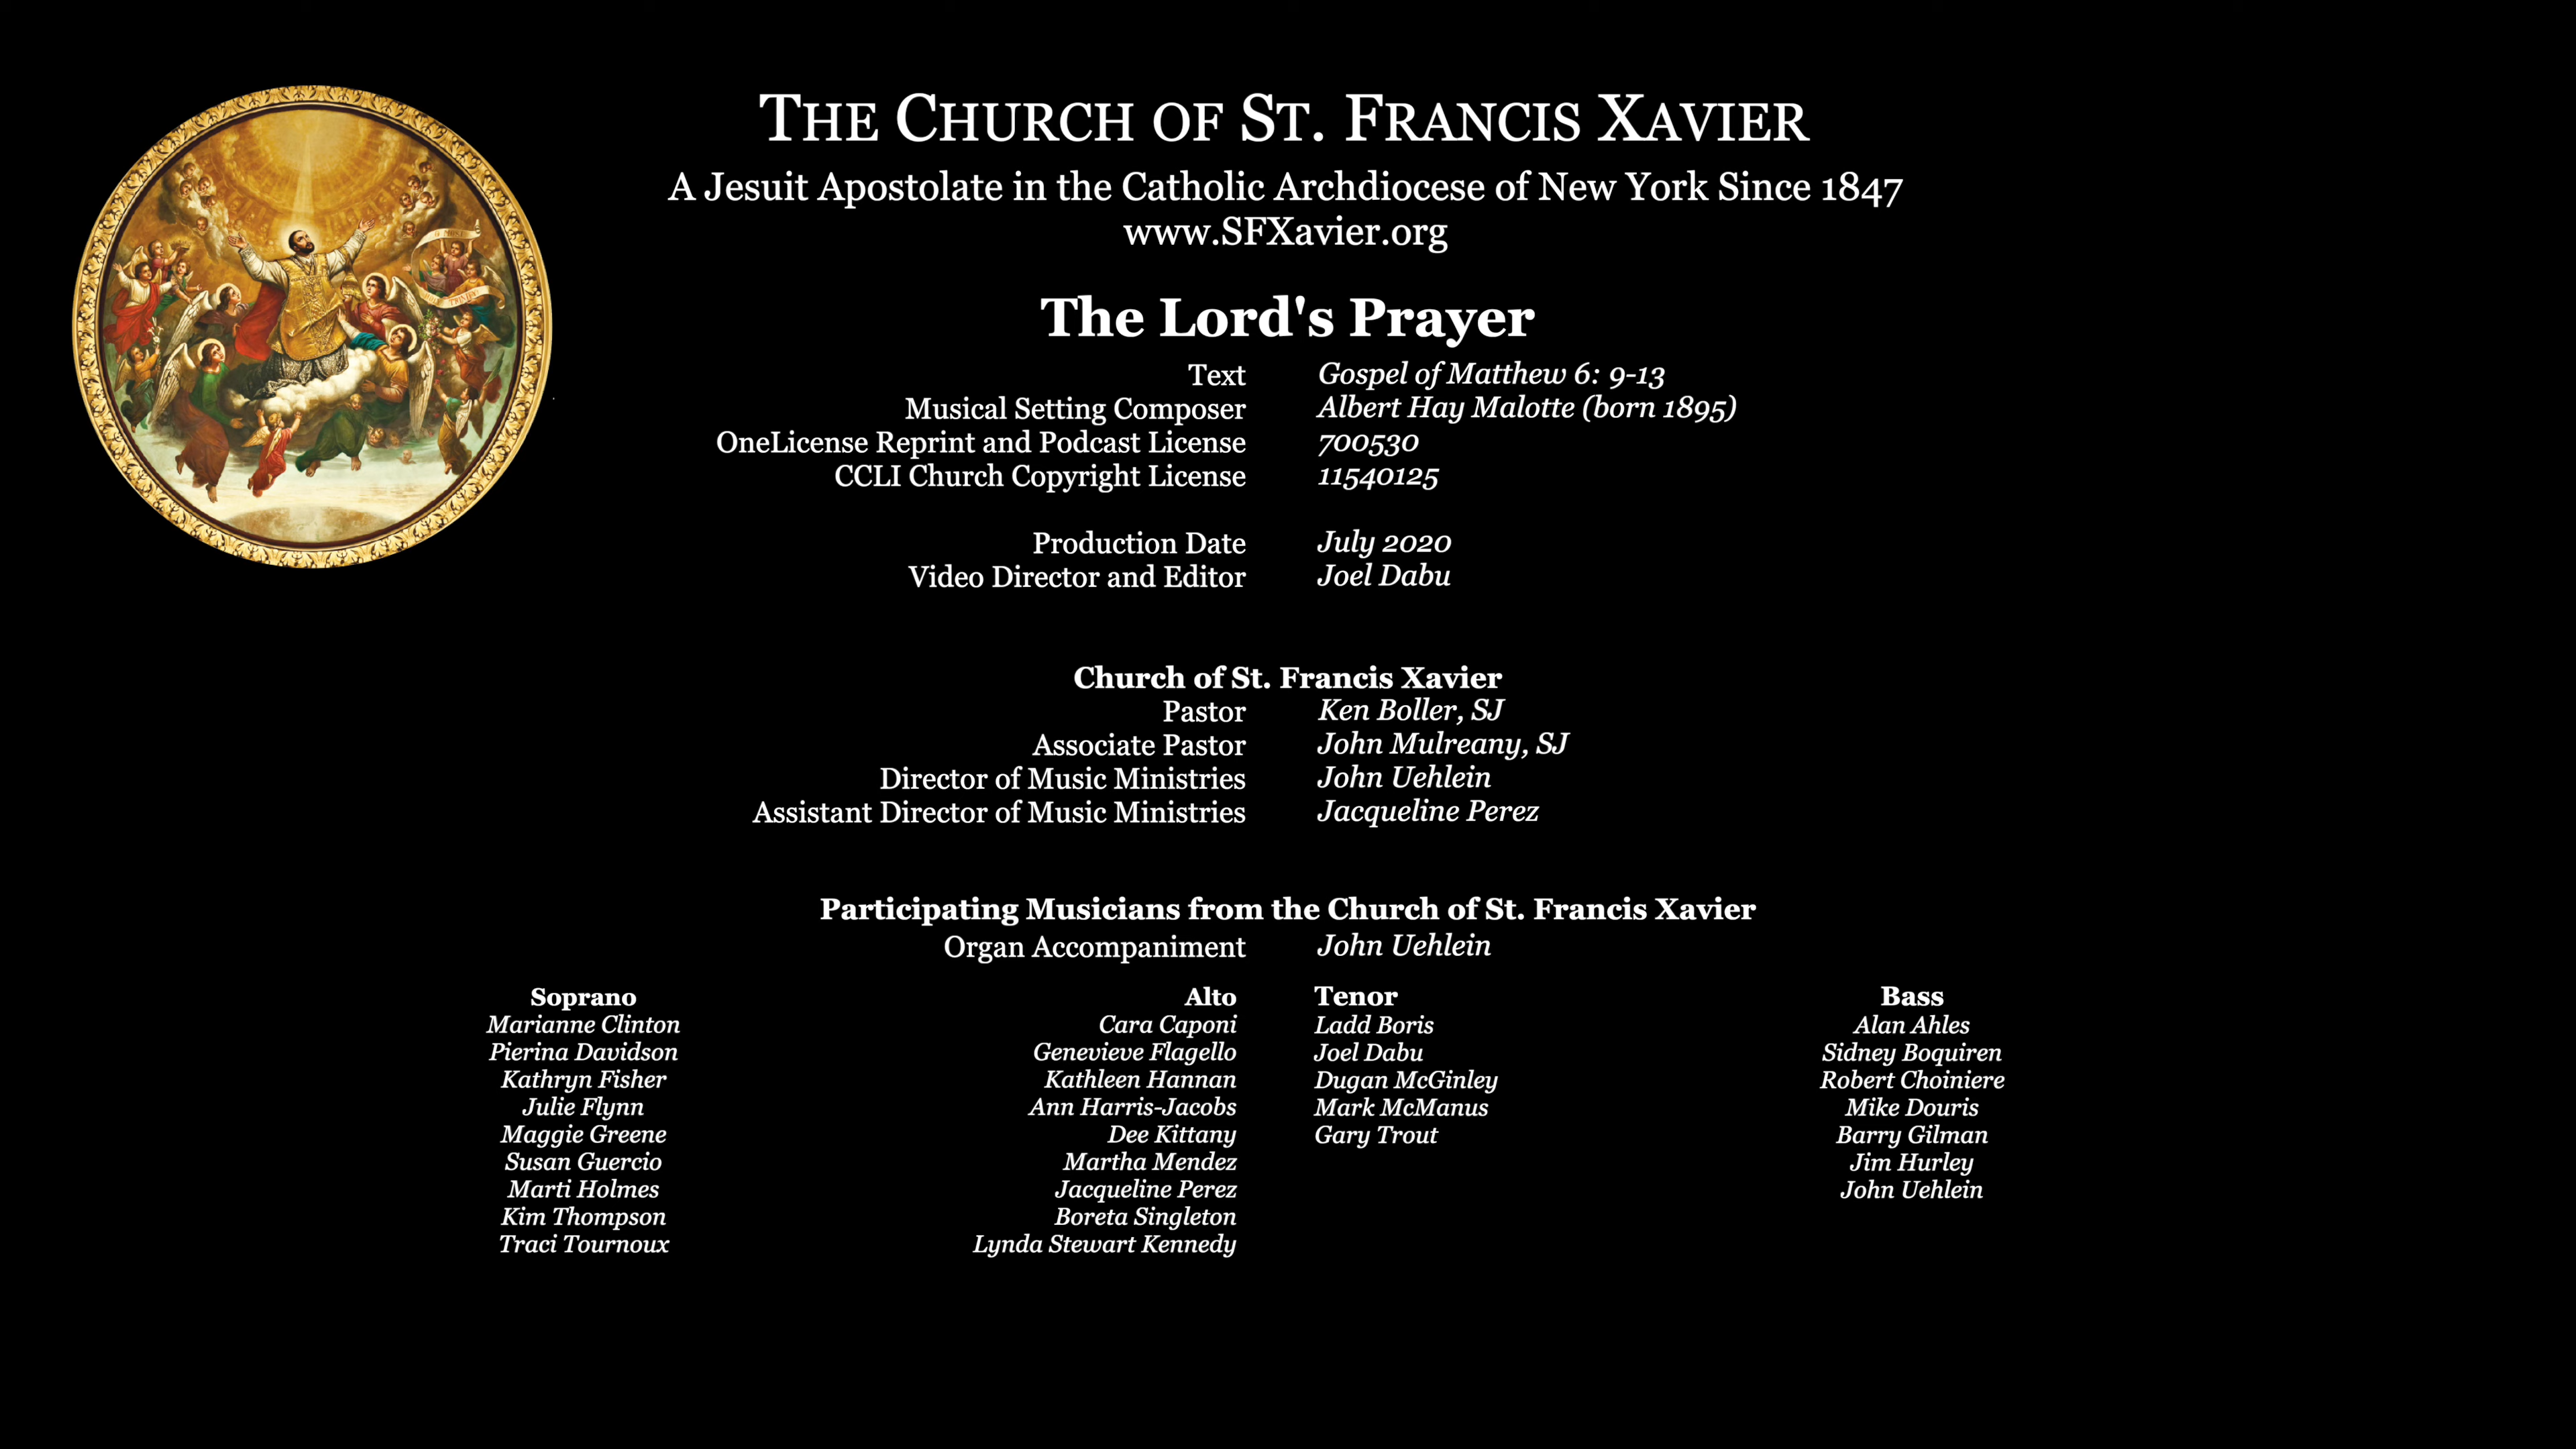 THE CHURCH OF ST. FRANCIS XAVIER
A Jesuit Apostolate in the Catholic Archdiocese of New York Since 1847
www.SFXavier.org
The Lord's Prayer
Text Gospel of Matthew 6: 9-13
Musical Setting Composer Albert Hay Malotte (born 1895)
OneLicense Reprint and Podcast License 700530
CCLI Church Copyright License 11540125
Production Date July 2020
Video Director and Editor Joel Dabu
Church of St. Francis Xavier
Pastor Ken Boller, SJ
Associate Pastor John Mulreany, SJ
Director of Music Ministries John Uehlein
Assistant Director of Music Ministries Jacqueline Perez
Participating Musicians from the Church of St. Francis Xavier
Organ Accompaniment John Uehlein
Soprano
Marianne Clinton
Pierina Davidson
Kathryn Fisher
Julie Flynn
Maggie Greene
Susan Guercio
Marti Holmes
Kim Thompson
Traci Tournoux
Alto
Cara Caponi
Genevieve Flagello
Kathleen Hannan
Ann Harris-Jacobs
Dee Kittany
Martha Mendez
Jacqueline Perez
Boreta Singleton
Lynda Stewart Kennedy
Tenor
Ladd Boris
Joel Dabu
Dugan McGinley
Mark McManus
Gary Trout
Bass
Alan Ahles
Sidney Boquiren
Robert Choiniere
Mike Douris
Barry Gilman
Jim Hurley
John Uehlein